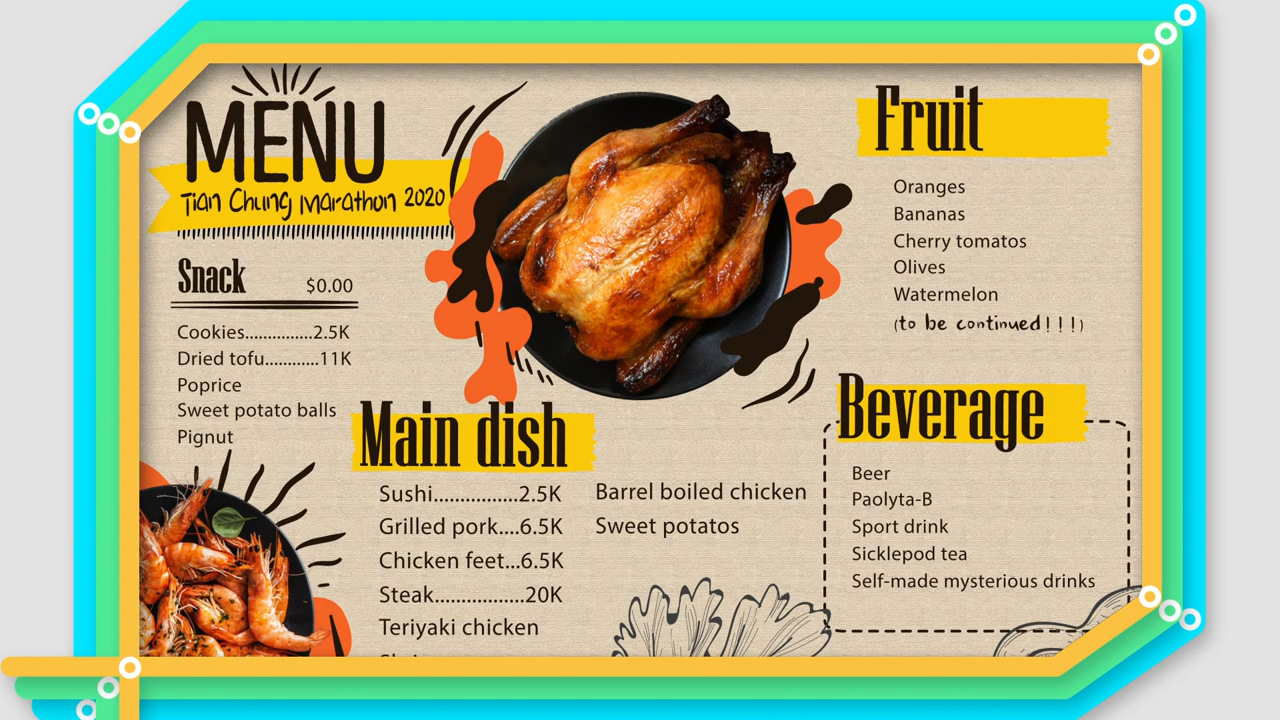 MENU
Tian Chung Marathon 2020
Snack $0.00
Cookies...............2.5K
Dried tofu............11K
Poprice
Sweet potato balls
Pignut
Main dish
Sushi................2.5K
Grilled pork....6.5K
Chicken feet...6.5K
Steak..................20K
Teriyaki chicken
Barrel boiled chicken
Sweet potatos
Fruit
Oranges
Bananas
Cherry tomatos
Olives
Watermelon
(to be continued!!!)
Beverage
Beer
Paolyta-B
Sport drink
Sicklepod tea
Self-made mysterious drinks